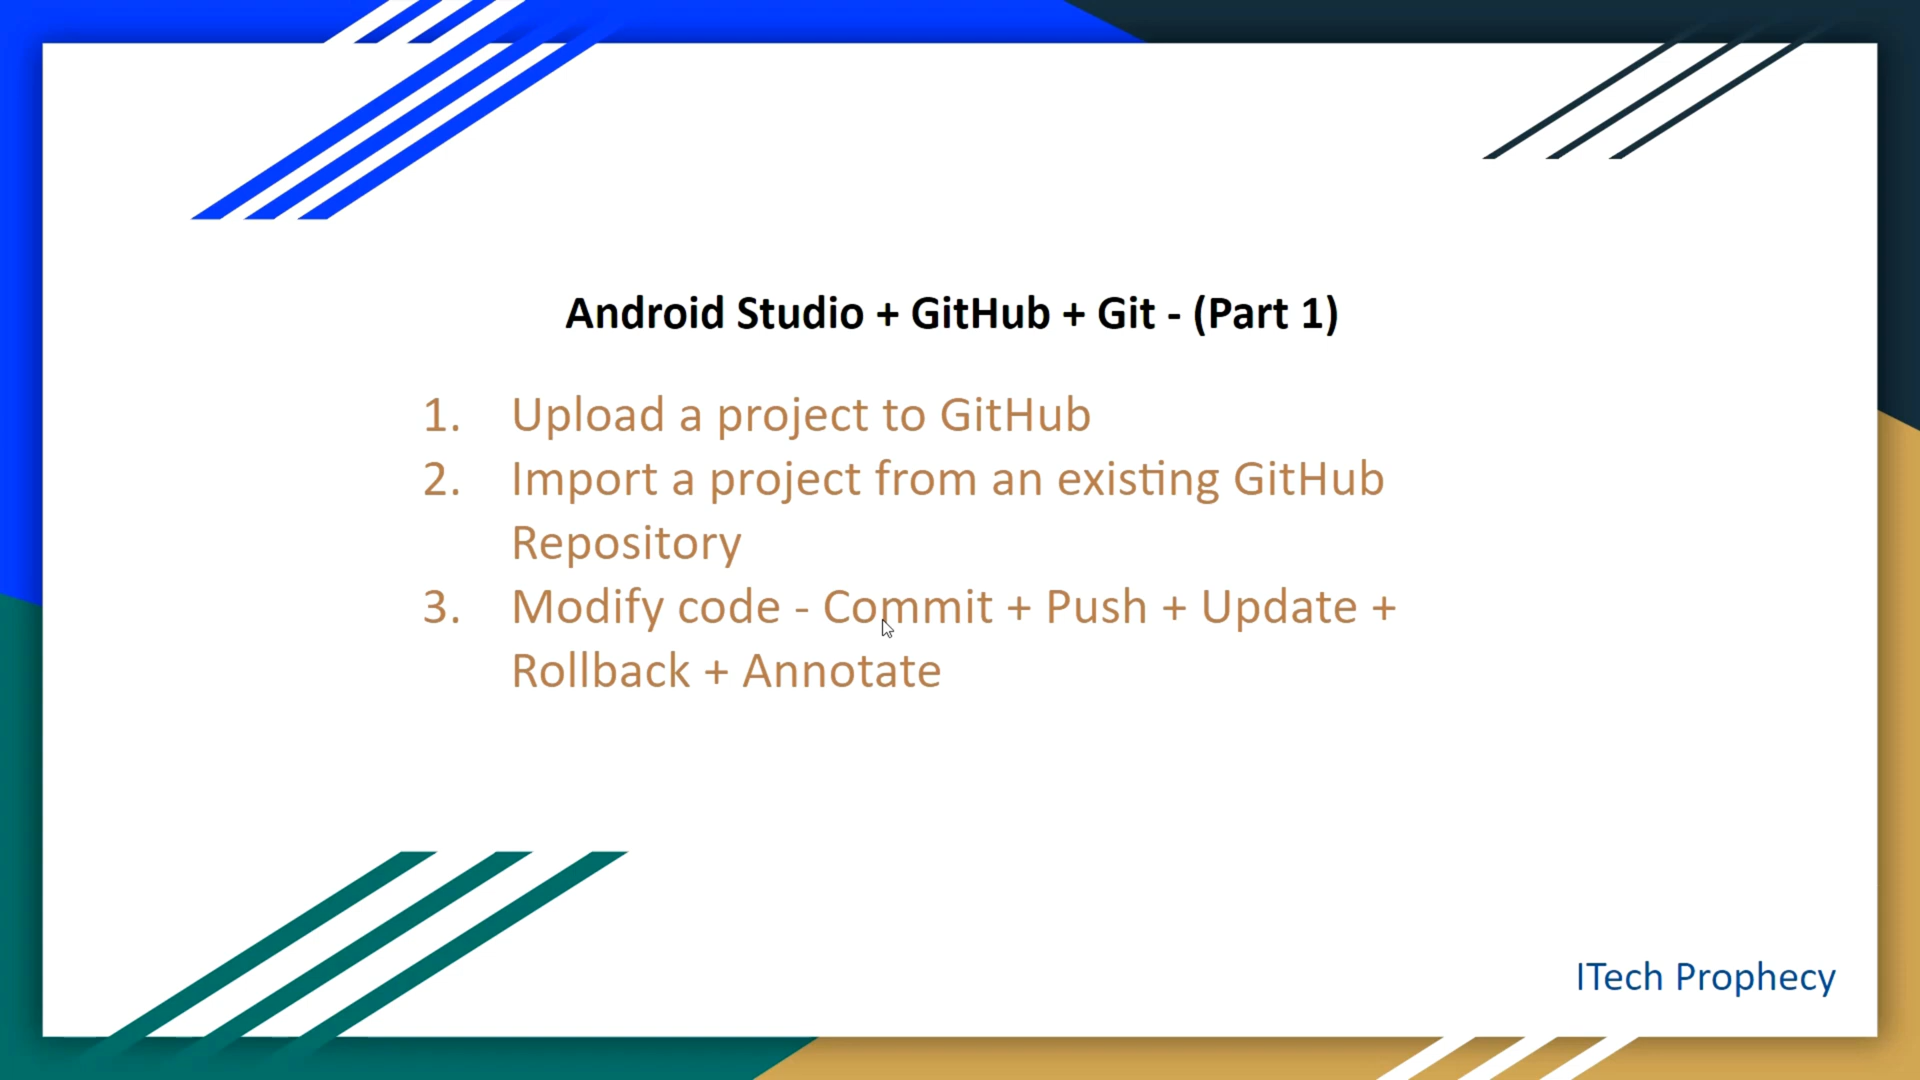 Android Studio + GitHub + Git - (Part 1)
1. Upload a project to GitHub
2. Import a project from an existing GitHub
Repository
3. Modify code - Commit + Push + Update +
Rollback + Annotate
ITech Prophecy